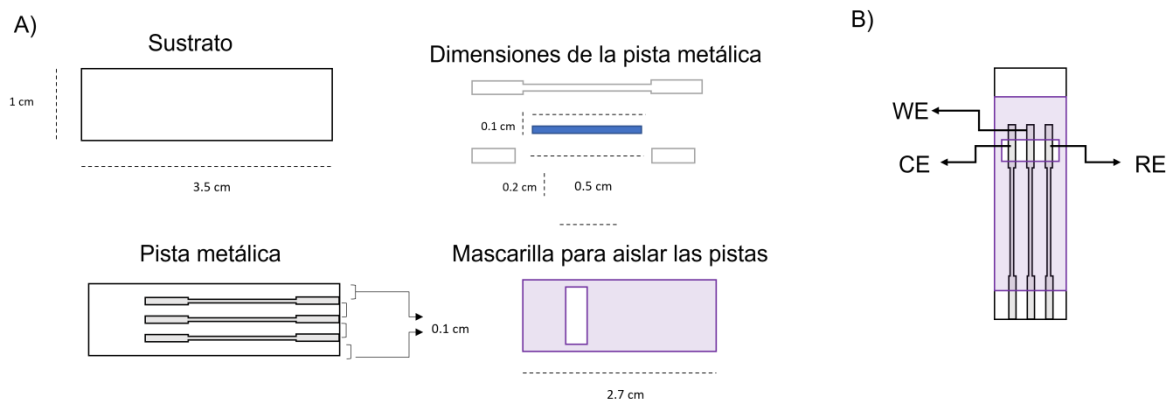 A)
Sustrato
1 cm
3.5 cm
Dimensiones de la pista metálica
0.1 cm
0.2 cm
0.5 cm
Pista metálica
0.1 cm
Mascarilla para aislar las pistas
2.7 cm
B)
WE
CE
RE